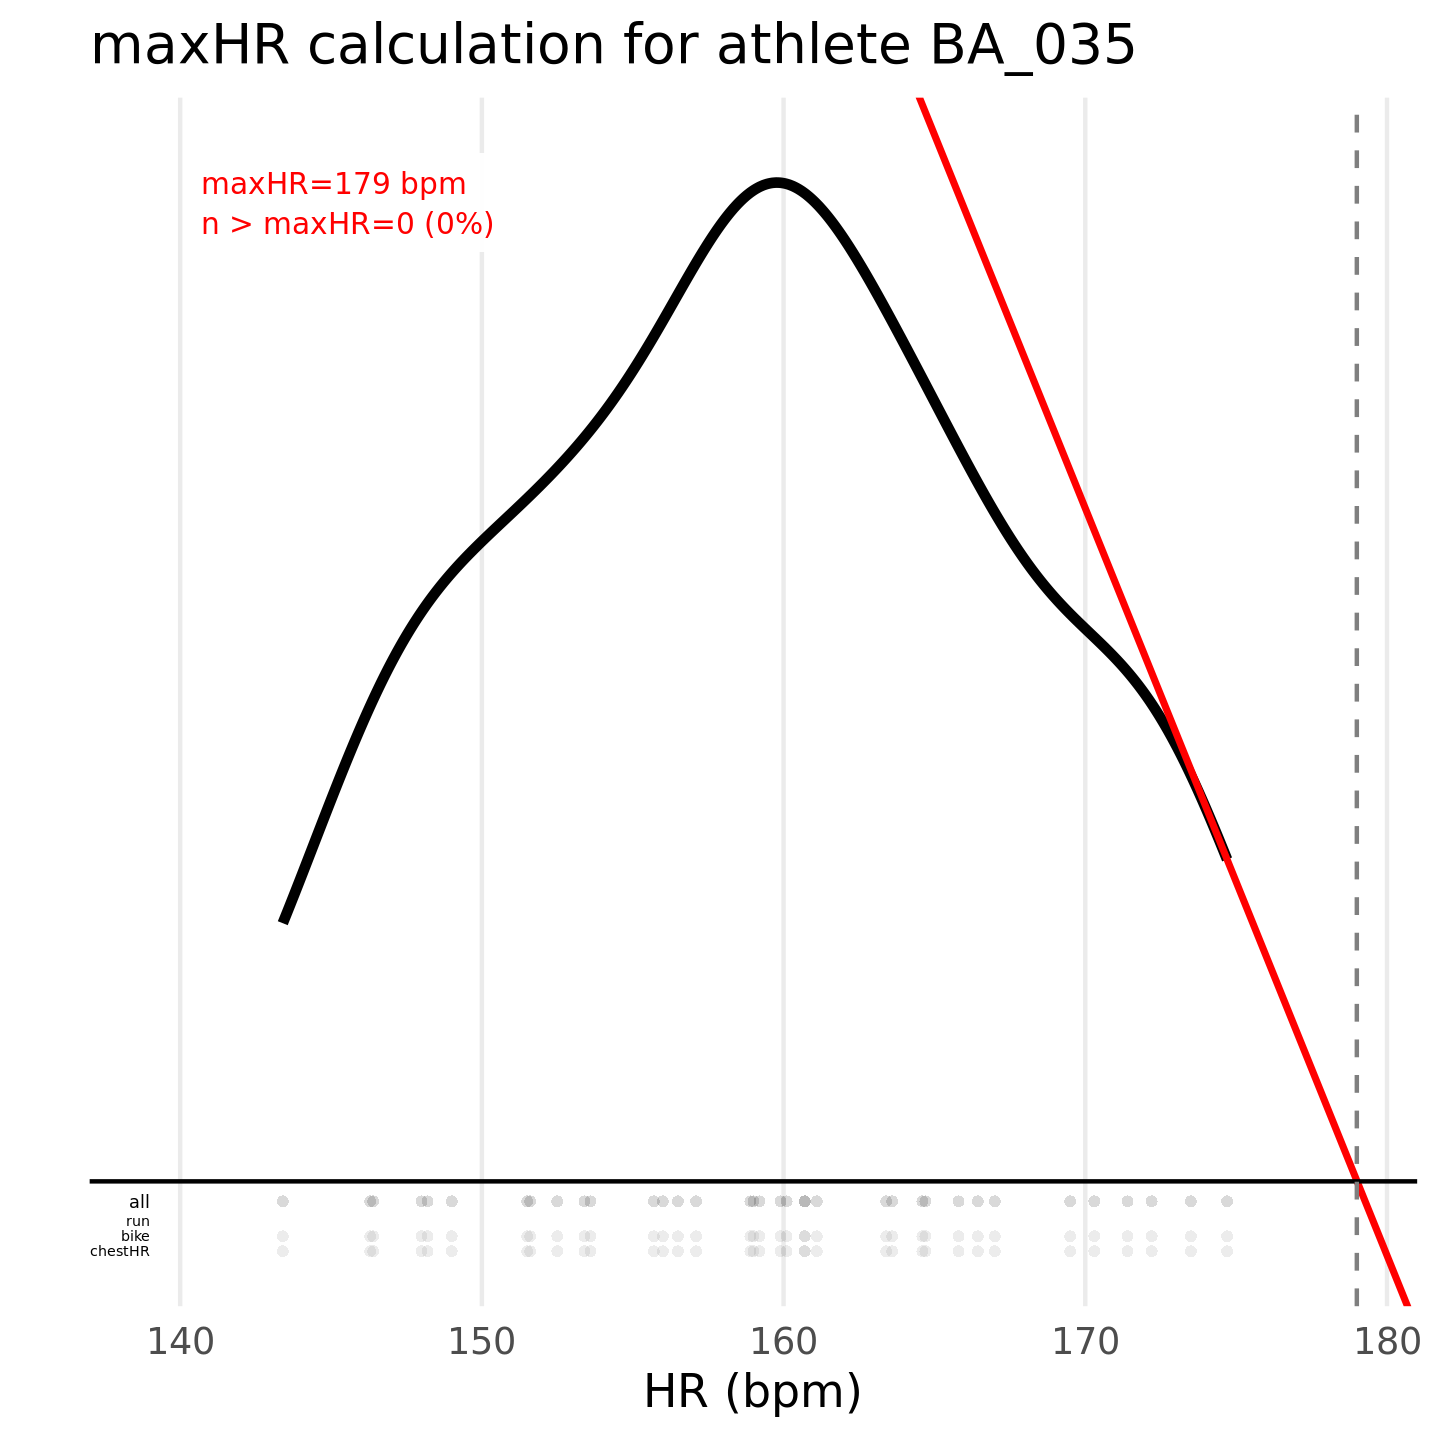 maxHR calculation for athlete BA_035
maxHR=179 bpm
n > maxHR=0 (0%)
all
run
bike
chestHR
140 150 160 170 180
HR (bpm)